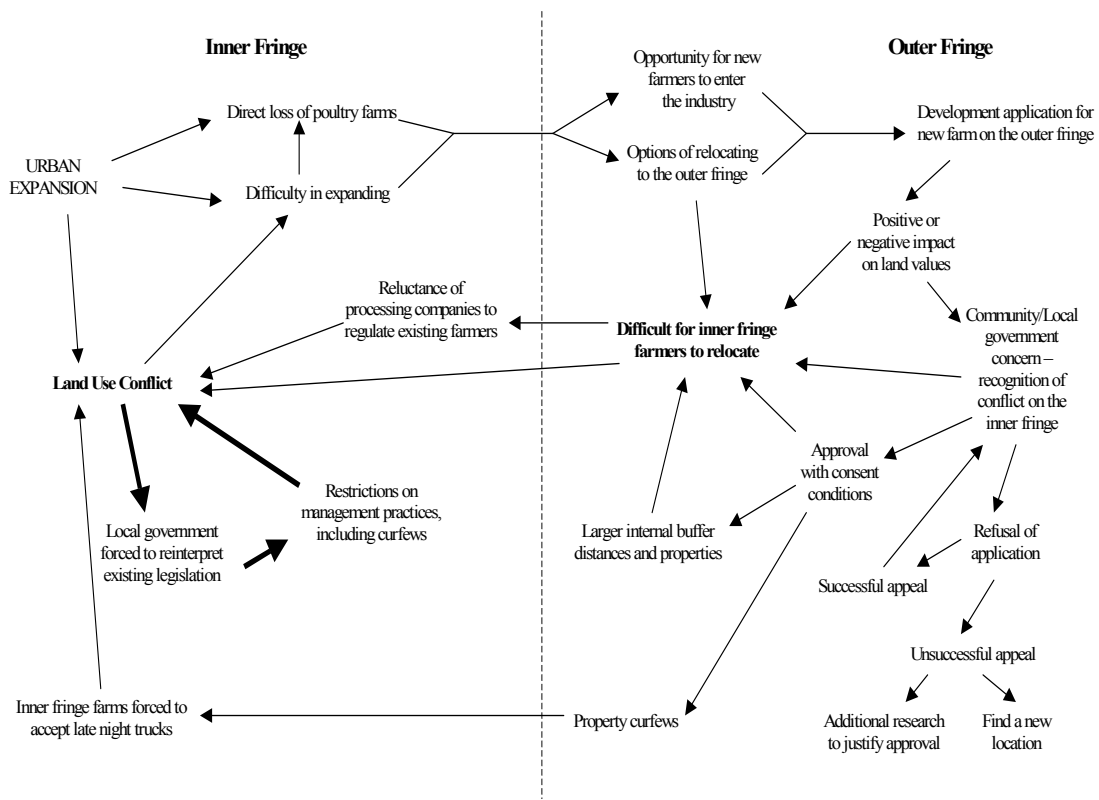 Inner Fringe
Outer Fringe
Direct loss of poultry farms
Opportunity for new
farmers to enter
the industry
Development application for
new farm on the outer fringe
URBAN
EXPANSION
Difficulty in expanding
Options of relocating
to the outer fringe
Positive or
negative impact
on land values
Reluctance of
processing companies to
regulate existing farmers
Difficult for inner fringe
farmers to relocate
Community/Local
government
concern –
recognition of
conflict on the
inner fringe
Land Use Conflict
Approval
with consent
conditions
Restrictions on
management practices,
including curfews
Local government
forced to reinterpret
existing legislation
Larger internal buffer
distances and properties
Refusal of
application
Successful appeal
Unsuccessful appeal
Inner fringe farms forced to
accept late night trucks
Property curfews
Additional research
to justify approval
Find a new
location